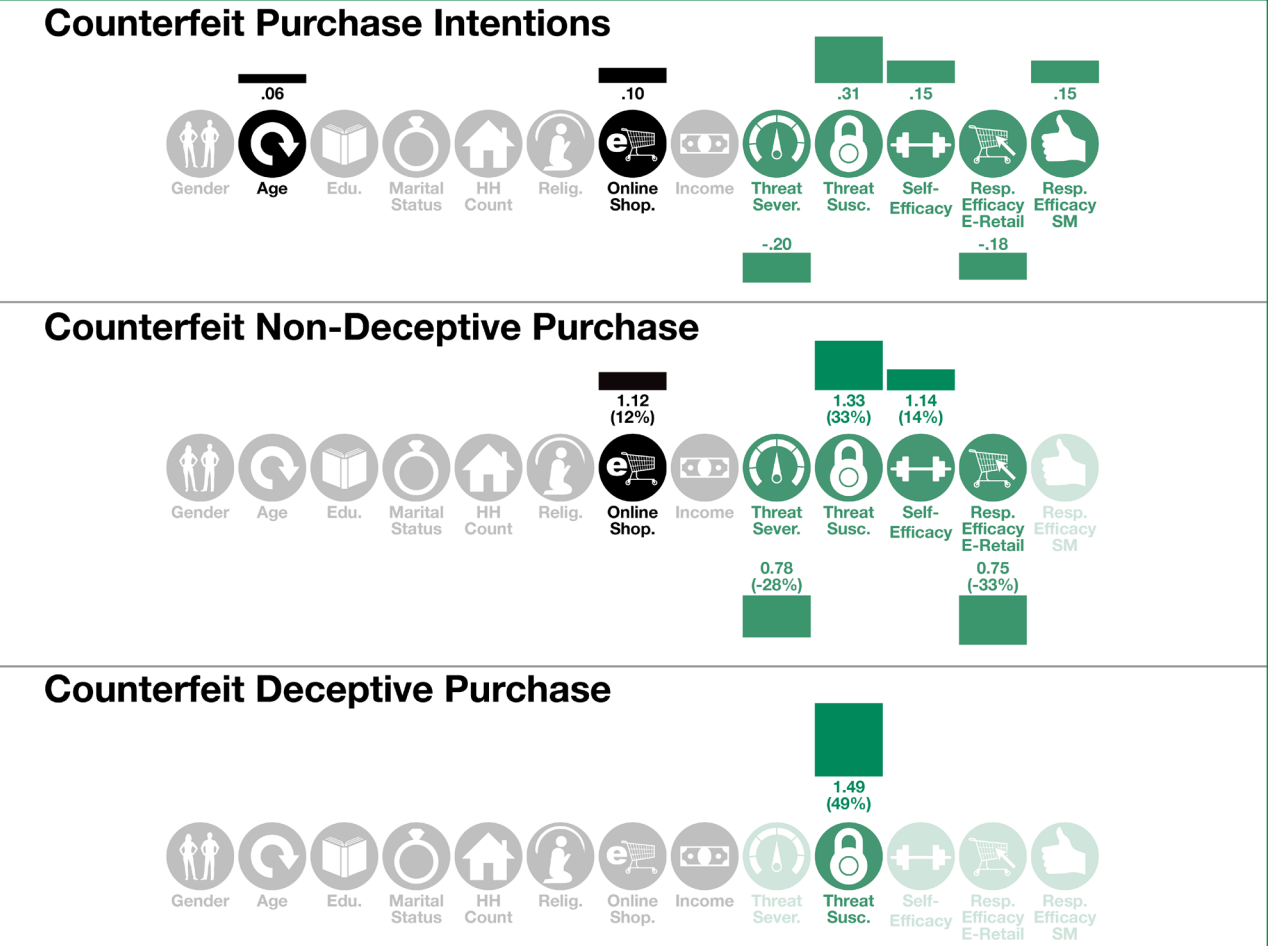 Counterfeit Purchase Intentions
.06 .10 .31 .15 .15
e
Gender Age Edu. Marital HH Relig. Online Income Threat Threat Self- Resp. Resp.
Status Count Shop. Sever. Susc. Efficacy Efficacy Efficacy
E-Retail SM
-.20 -.18
Counterfeit Non-Deceptive Purchase
1.12 1.33 1.14
(12%) (33%) (14%)
e
Gender Age Edu. Marital HH Relig. Online Income Threat Threat Self- Resp. Resp.
Status Count Shop. Sever. Susc. Efficacy Efficacy Efficacy
E-Retail SM
0.78 0.75
(-28%) (-33%)
Counterfeit Deceptive Purchase
1.49
(49%)
e
Gender Age Edu. Marital HH Relig. Online Income Threat Threat Self- Resp. Resp.
Status Count Shop. Sever. Susc. Efficacy Efficacy Efficacy
E-Retail SM